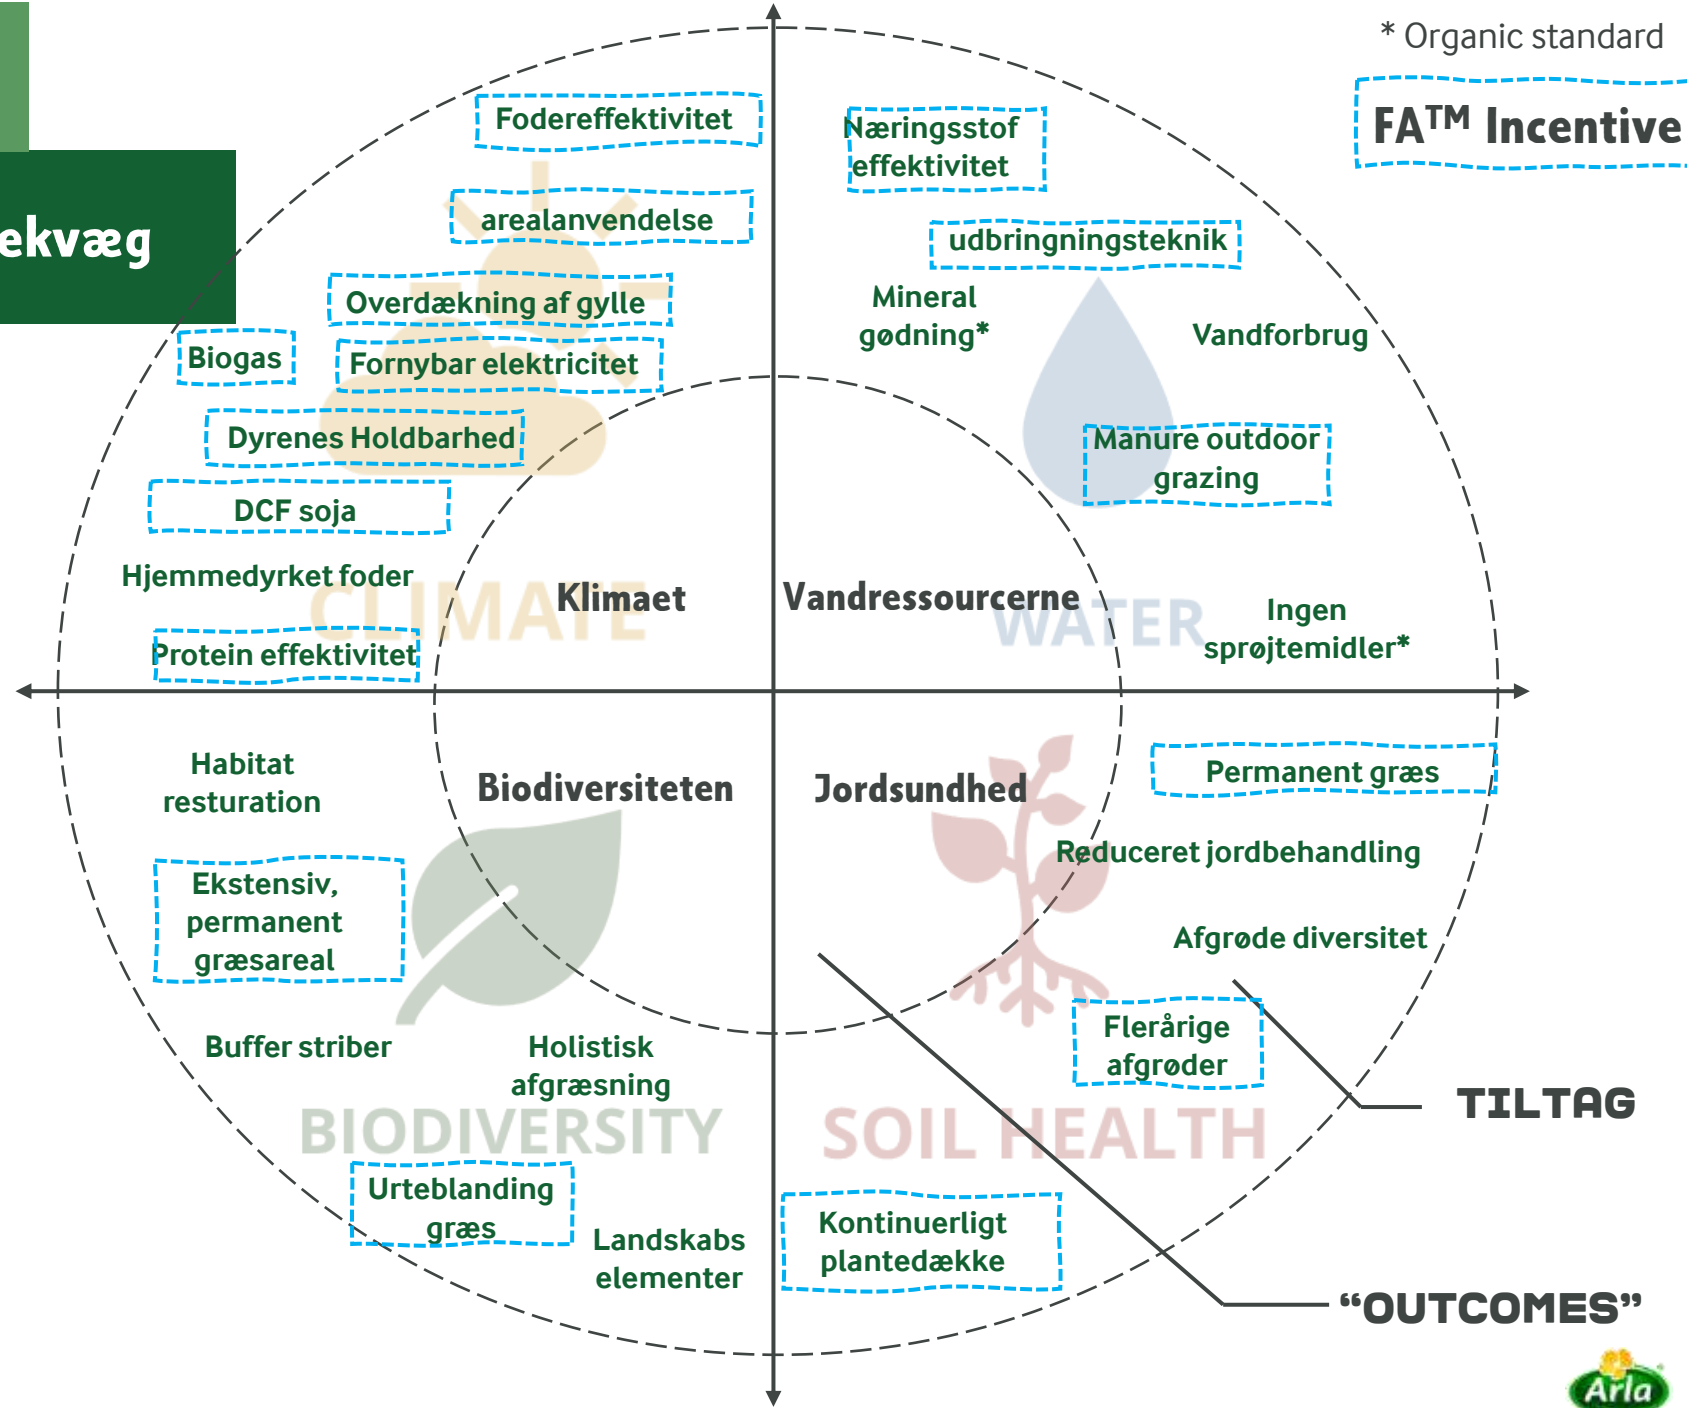 * Organic standard
FA™ Incentive
ekvæg
Fodereffektivitet
arealanvendelse
Overdækning af gylle
Biogas
Fornybar elektricitet
Dyrenes Holdbarhed
DCF soja
Hjemmedyrket foder
Protein effektivitet
Klimaet
CLIMATE
Næringsstof
effektivitet
udbringningsteknik
Mineral
gødning*
Vandforbrug
Manure outdoor
grazing
Vandressourcerne
WATER
Ingen
sprøjtemidler*
Habitat
resturation
Biodiversiteten
Ekstensiv,
permanent
græsareal
Buffer striber
Holistisk
afgræsning
BIODIVERSITY
Urteblanding
græs
Landskabs
elementer
Jordsundhed
Permanent græs
Reduceret jordbehandling
Afgrøde diversitet
Flerårige
afgrøder
SOIL HEALTH
Kontinuerligt
plantedække
TILTAG
“OUTCOMES”
Arla